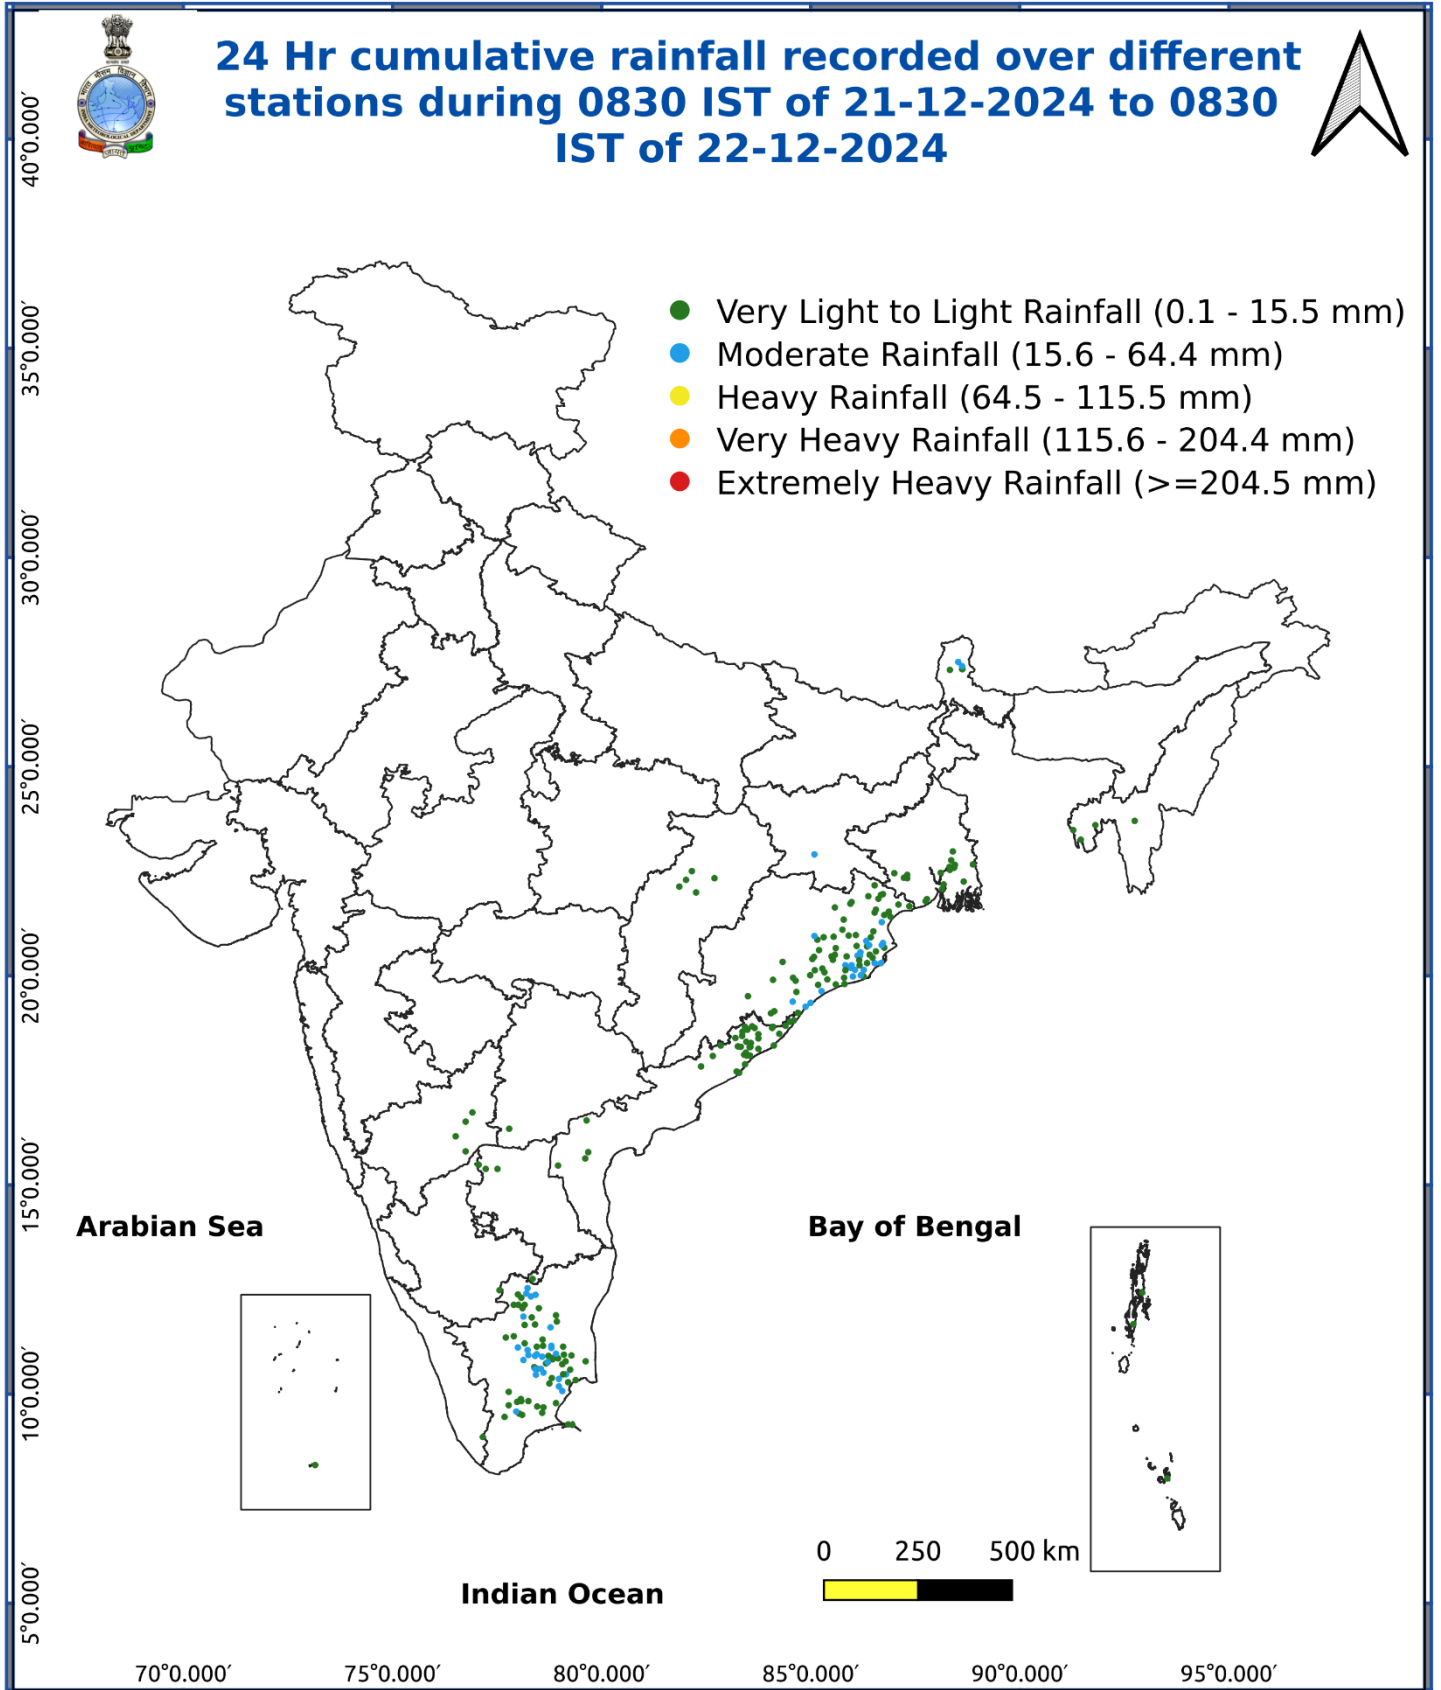 24 Hr cumulative rainfall recorded over different
stations during 0830 IST of 21-12-2024 to 0830
IST of 22-12-2024
Very Light to Light Rainfall (0.1 - 15.5 mm)
Moderate Rainfall (15.6 - 64.4 mm)
Heavy Rainfall (64.5 - 115.5 mm)
Very Heavy Rainfall (115.6 - 204.4 mm)
Extremely Heavy Rainfall (>=204.5 mm)
40°0.000′
35°0.000′
30°0.000′
25°0.000′
20°0.000′
15°0.000′
10°0.000′
5°0.000′
Arabian Sea
Bay of Bengal
Indian Ocean
0 250 500 km
70°0.000′ 75°0.000′ 80°0.000′ 85°0.000′ 90°0.000′ 95°0.000′